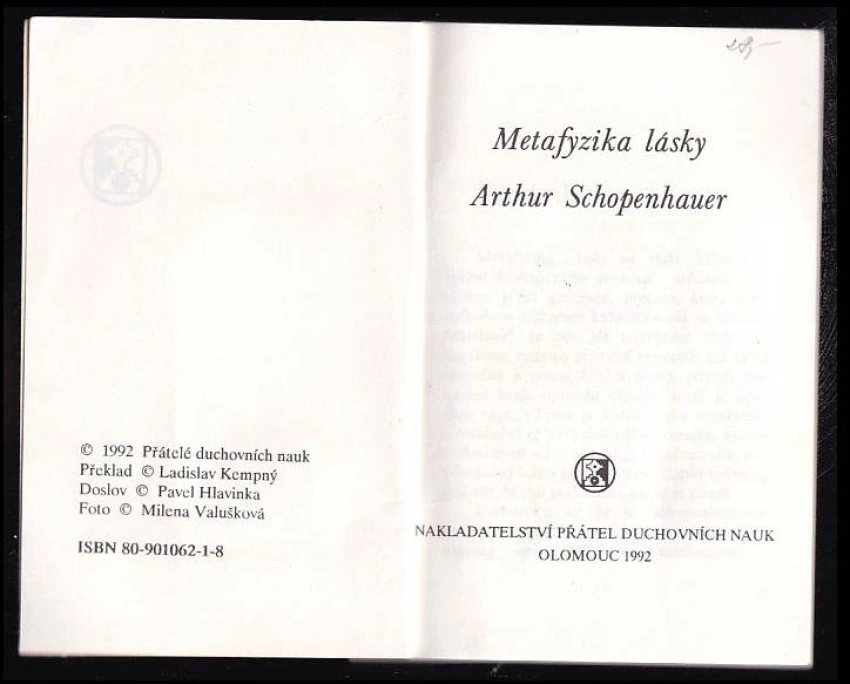 © 1992 Přátelé duchovních nauk
Překlad © Ladislav Kempný
Doslov © Pavel Hlavinka
Foto © Milena Valušková
ISBN 80-901062-1-8
Metafyzika lásky
Arthur Schopenhauer
NAKLADATELSTVÍ PŘÁTEL DUCHOVNÍCH NAUK
OLOMOUC 1992